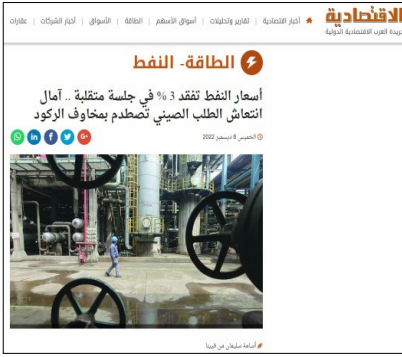 الاقتصادية
جريدة العرب الاقتصادية الدولية
أخبار اقتصادية | تقارير وتحليلات | أسواق الأسهم | الطاقة | الأسواق | أخبار الشركات | عقارات
الطاقة- النفط
أسعار النفط تفقد 3 % في جلسة متقلبة .. آمال
انتعاش الطلب الصيني تصطدم بمخاوف الركود
الخميس 8 ديسمبر 2022
أسامة سليمان من فيينا